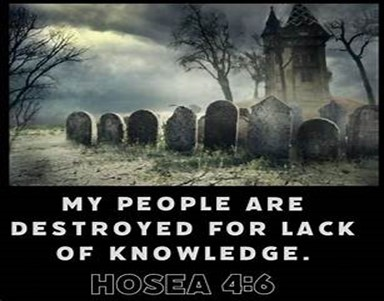 MY PEOPLE ARE
DESTROYED FOR LACK
OF KNOWLEDGE.
HOSEA 4:6